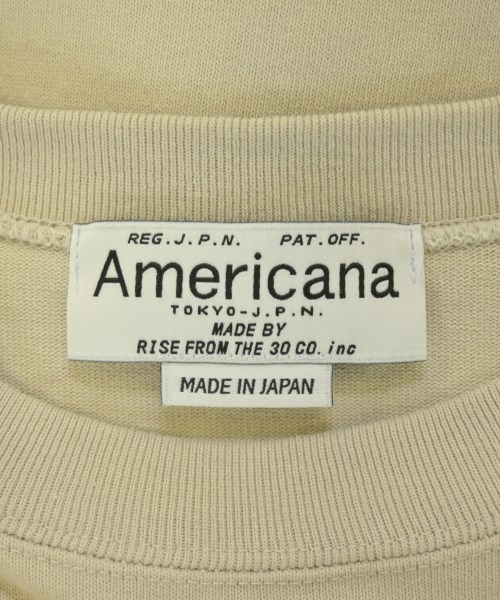 REG.J.P.N. PAT.OFF.
Americana
TOKYO-J.P.N.
MADE BY
RISE FROM THE 30 CO. inc
MADE IN JAPAN